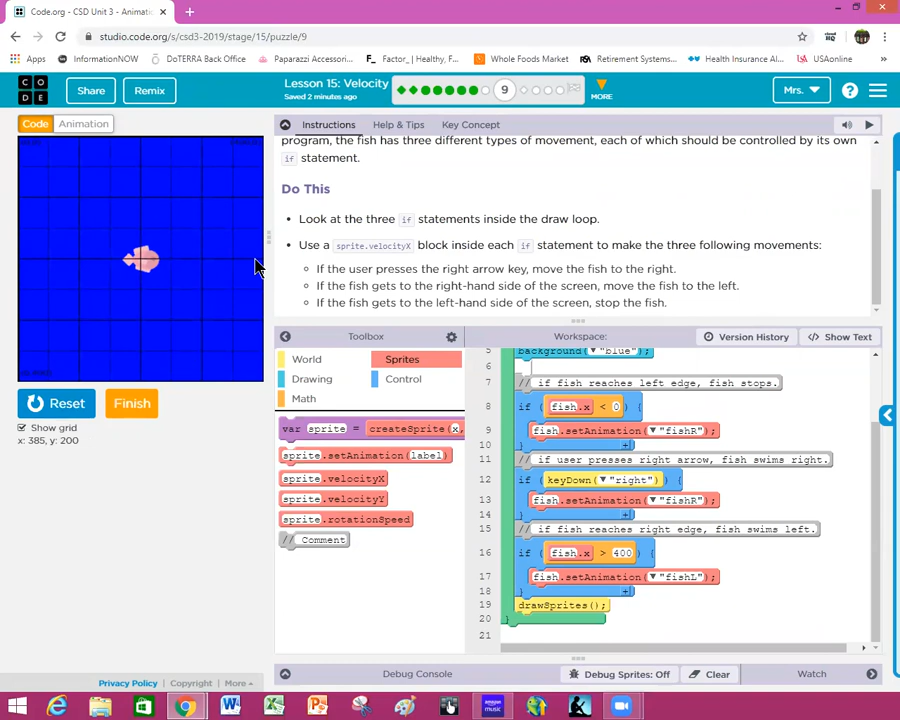 Code.org - CSD Unit 3 - Animati
studio.code.org/s/csd3-2019/stage/15/puzzle/9
Apps InformationNOW DoTERRA Back Office Paparazzi Accessori... Factor_ | Healthy, F... Whole Foods Market Retirement Systems... Health Insurance Al... USAonline »
CO
DE
Share
Remix
Lesson 15: Velocity
Saved 2 minutes ago
9
MORE
Mrs.
Code
Animation
Instructions
Help & Tips
Key Concept
program, the fish has three different types of movement, each of which should be controlled by its own
if statement.
Do This
• Look at the three if statements inside the draw loop.
• Use a sprite.velocityX block inside each if statement to make the three following movements:
○ If the user presses the right arrow key, move the fish to the right.
○ If the fish gets to the right-hand side of the screen, move the fish to the left.
○ If the fish gets to the left-hand side of the screen, stop the fish.
Reset
Finish
Show grid
x: 385, y: 200
Toolbox
World
Sprites
Drawing
Control
Math
var sprite = createSprite(x,
sprite.setAnimation(label)
sprite.velocityX
sprite.velocityY
sprite.rotationSpeed
// Comment
Workspace:
Version History
Show Text
5 background("blue");
6
7 // if fish reaches left edge, fish stops.
8 if (fish.x < 0) {
9 fish.setAnimation("fishR");
10 }
11 // if user presses right arrow, fish swims right.
12 if (keyDown("right")) {
13 fish.setAnimation("fishR");
14 }
15 // if fish reaches right edge, fish swims left.
16 if (fish.x > 400) {
17 fish.setAnimation("fishL");
18 }
19 drawSprites();
20 }
21
Debug Console
Debug Sprites: Off
Clear
Watch
Privacy Policy | Copyright | More